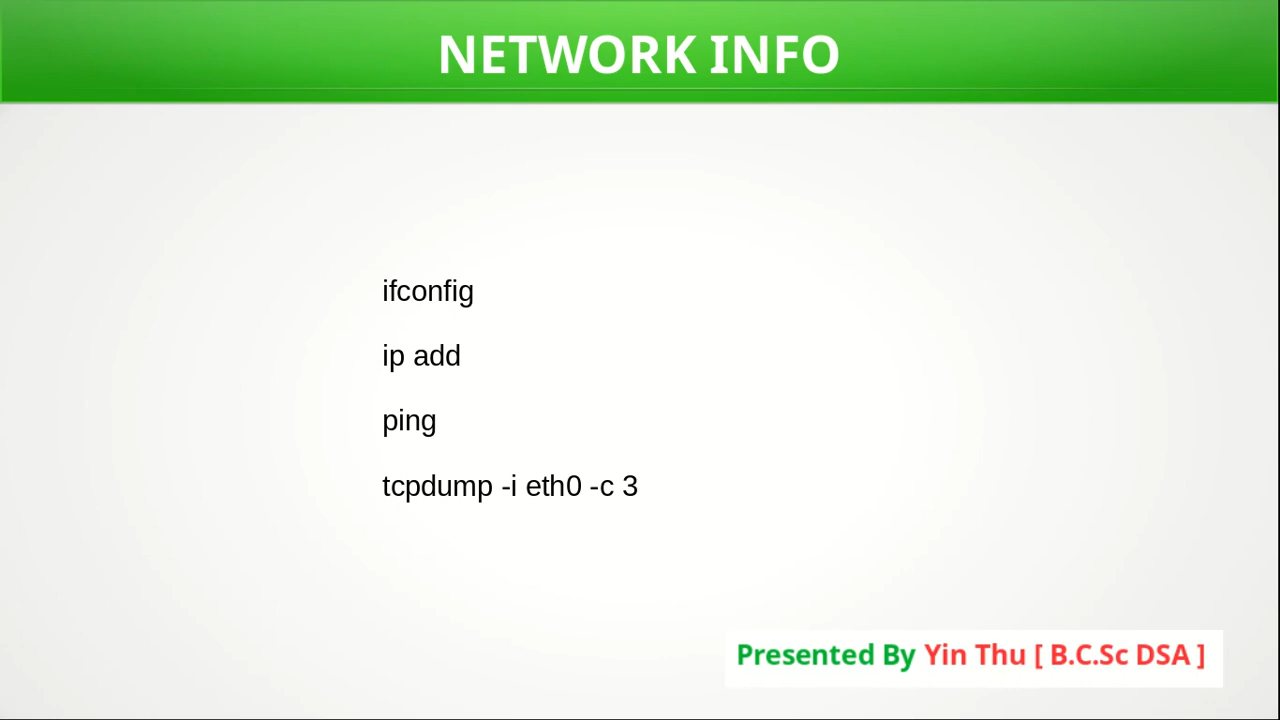 NETWORK INFO
ifconfig
ip add
ping
tcpdump -i eth0 -c 3
Presented By Yin Thu [ B.C.Sc DSA ]